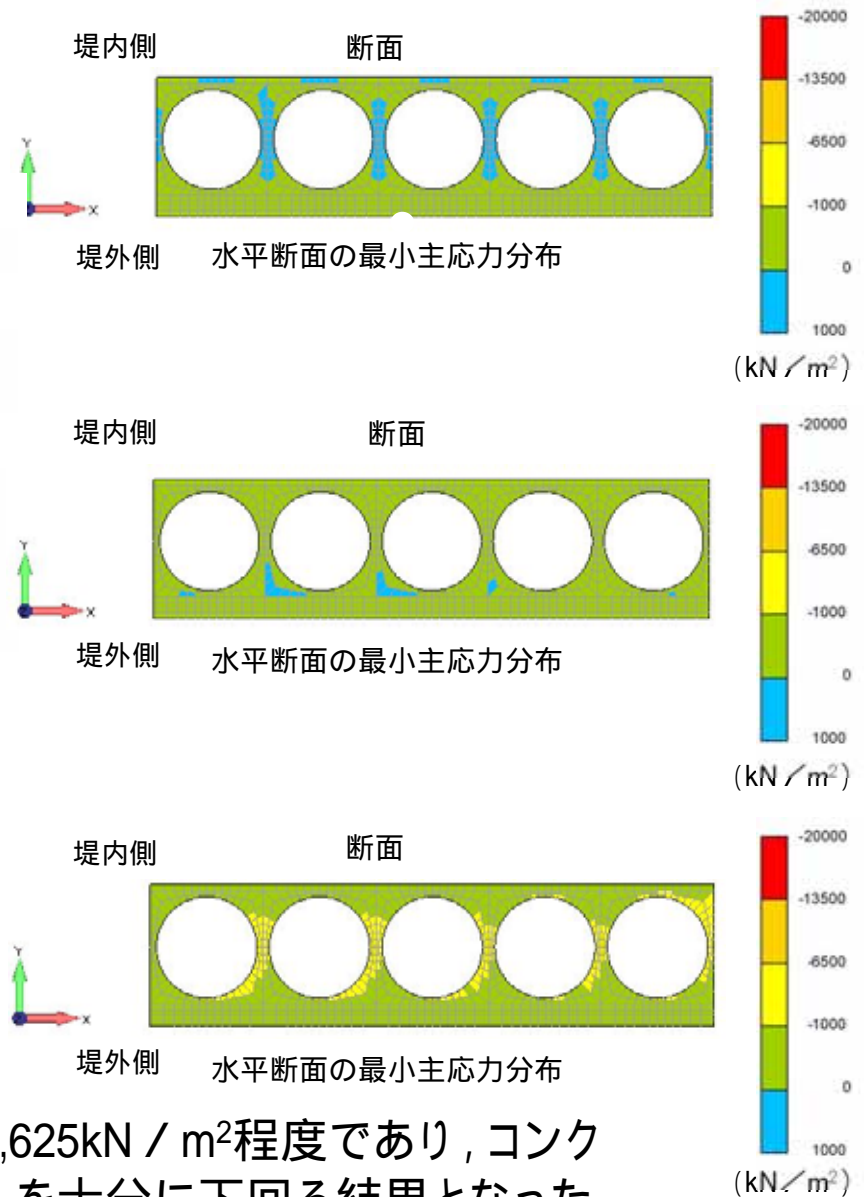 堤内側 断面
-20000
-13500
-6500
-1000
0
1000
(kN/m²)
Y
X
堤外側 水平断面の最小主応力分布
堤内側 断面
-20000
-13500
-6500
-1000
0
1000
(kN/m²)
Y
X
堤外側 水平断面の最小主応力分布
堤内側 断面
-20000
-13500
-6500
-1000
0
1000
(kN/m²)
Y
X
堤外側 水平断面の最小主応力分布
,625kN/m²程度であり,コンク
を十分に下回る結果となった